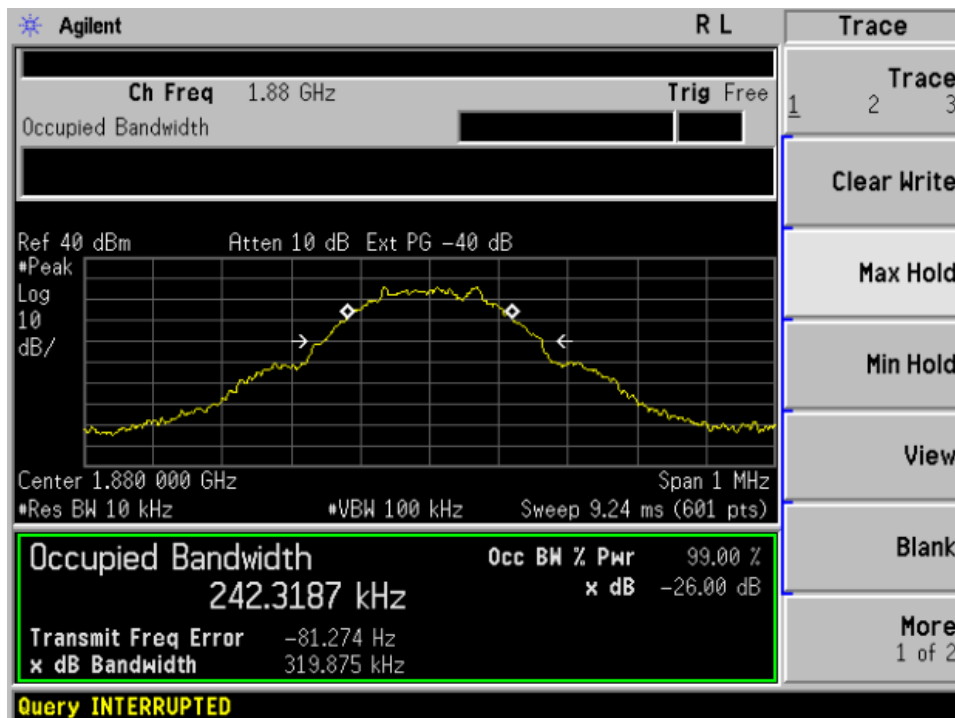 Agilent R L Trace
Ch Freq 1.88 GHz Trig Free
Occupied Bandwidth
Trace
1 2 3
Clear Write
Max Hold
Min Hold
View
Blank
More
1 of 2
Ref 40 dBm Atten 10 dB Ext PG -40 dB
#Peak
Log
10
dB/
Center 1.880 000 GHz Span 1 MHz
#Res BW 10 kHz #VBW 100 kHz Sweep 9.24 ms (601 pts)
Occupied Bandwidth Occ BW % Pwr 99.00 %
242.3187 kHz x dB -26.00 dB
Transmit Freq Error -81.274 Hz
x dB Bandwidth 319.875 kHz
Query INTERRUPTED